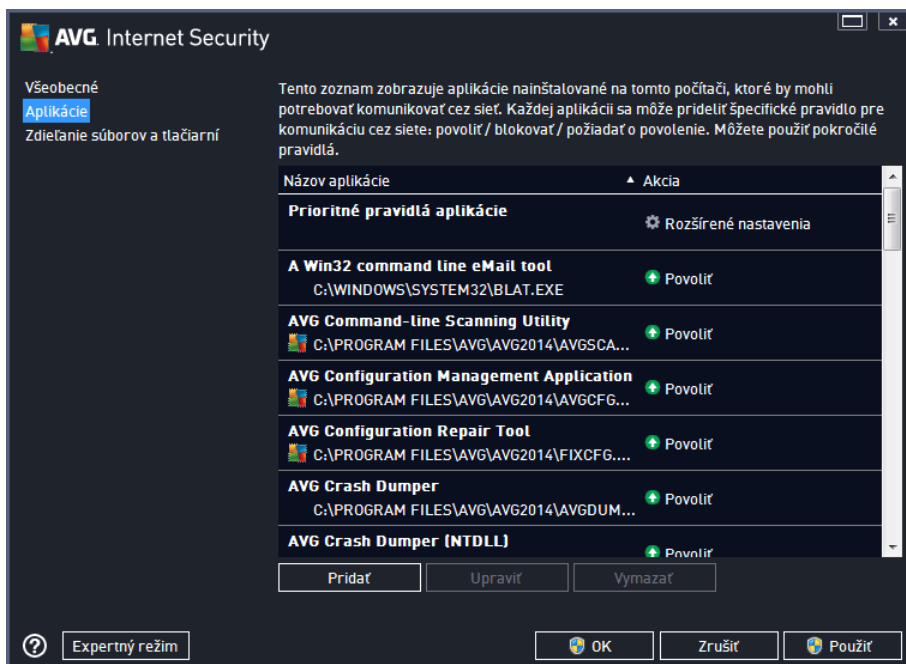 AVG Internet Security
Všeobecné
Aplikácie
Zdieľanie súborov a tlačiarní
Tento zoznam zobrazuje aplikácie nainštalované na tomto počítači, ktoré by mohli
potrebovať komunikovať cez sieť. Každej aplikácii sa môže prideliť špecifické pravidlo pre
komunikáciu cez siete: povoliť / blokovať / požiadať o povolenie. Môžete použiť pokročilé
pravidlá.
Názov aplikácie Akcia
Prioritné pravidlá aplikácie
Rozšírené nastavenia
A Win32 command line eMail tool
Povoliť
C:\WINDOWS\SYSTEM32\BLAT.EXE
AVG Command-line Scanning Utility
Povoliť
C:\PROGRAM FILES\AVG\AVG2014\AVGSCA...
AVG Configuration Management Application
Povoliť
C:\PROGRAM FILES\AVG\AVG2014\AVGCFG...
AVG Configuration Repair Tool
Povoliť
C:\PROGRAM FILES\AVG\AVG2014\FIXCFG....
AVG Crash Dumper
Povoliť
C:\PROGRAM FILES\AVG\AVG2014\AVGDUM...
AVG Crash Dumper (NTDLL)
Povoliť
Pridať Upraviť Vymazať
? Expertný režim OK Zrušiť Použiť